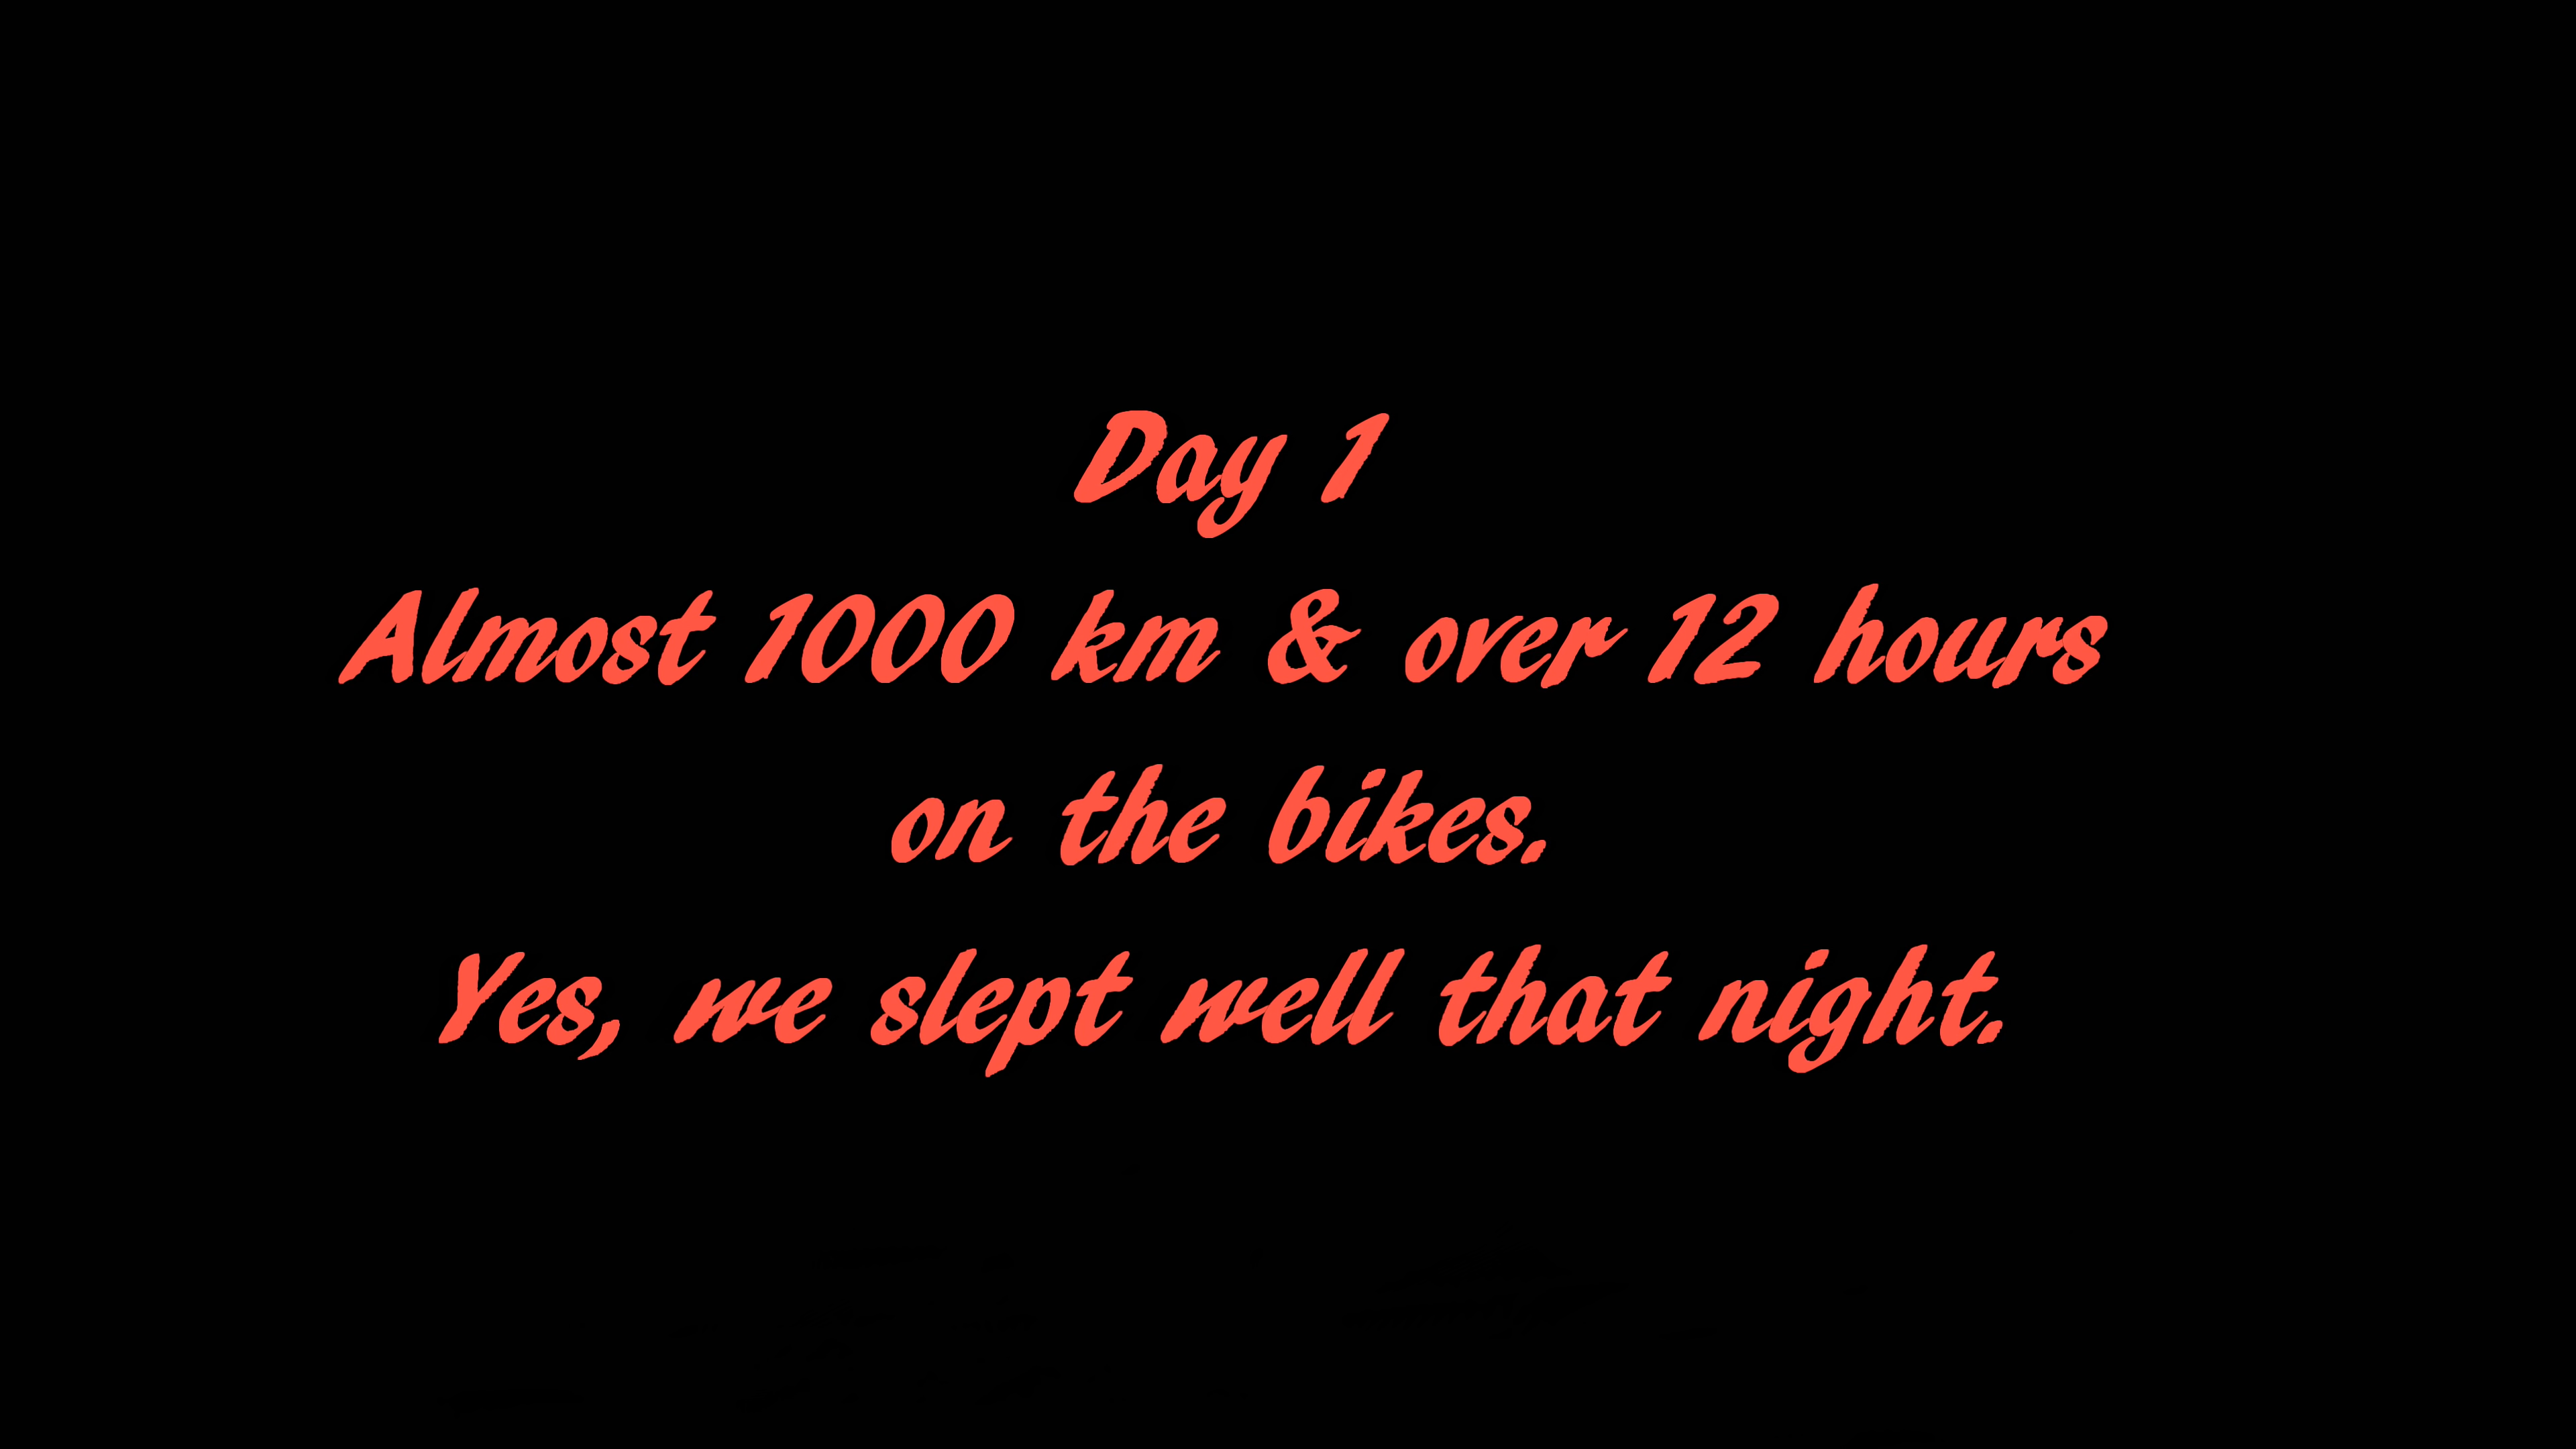 Day 1
Almost 1000 km & over 12 hours
on the bikes.
Yes, we slept well that night.